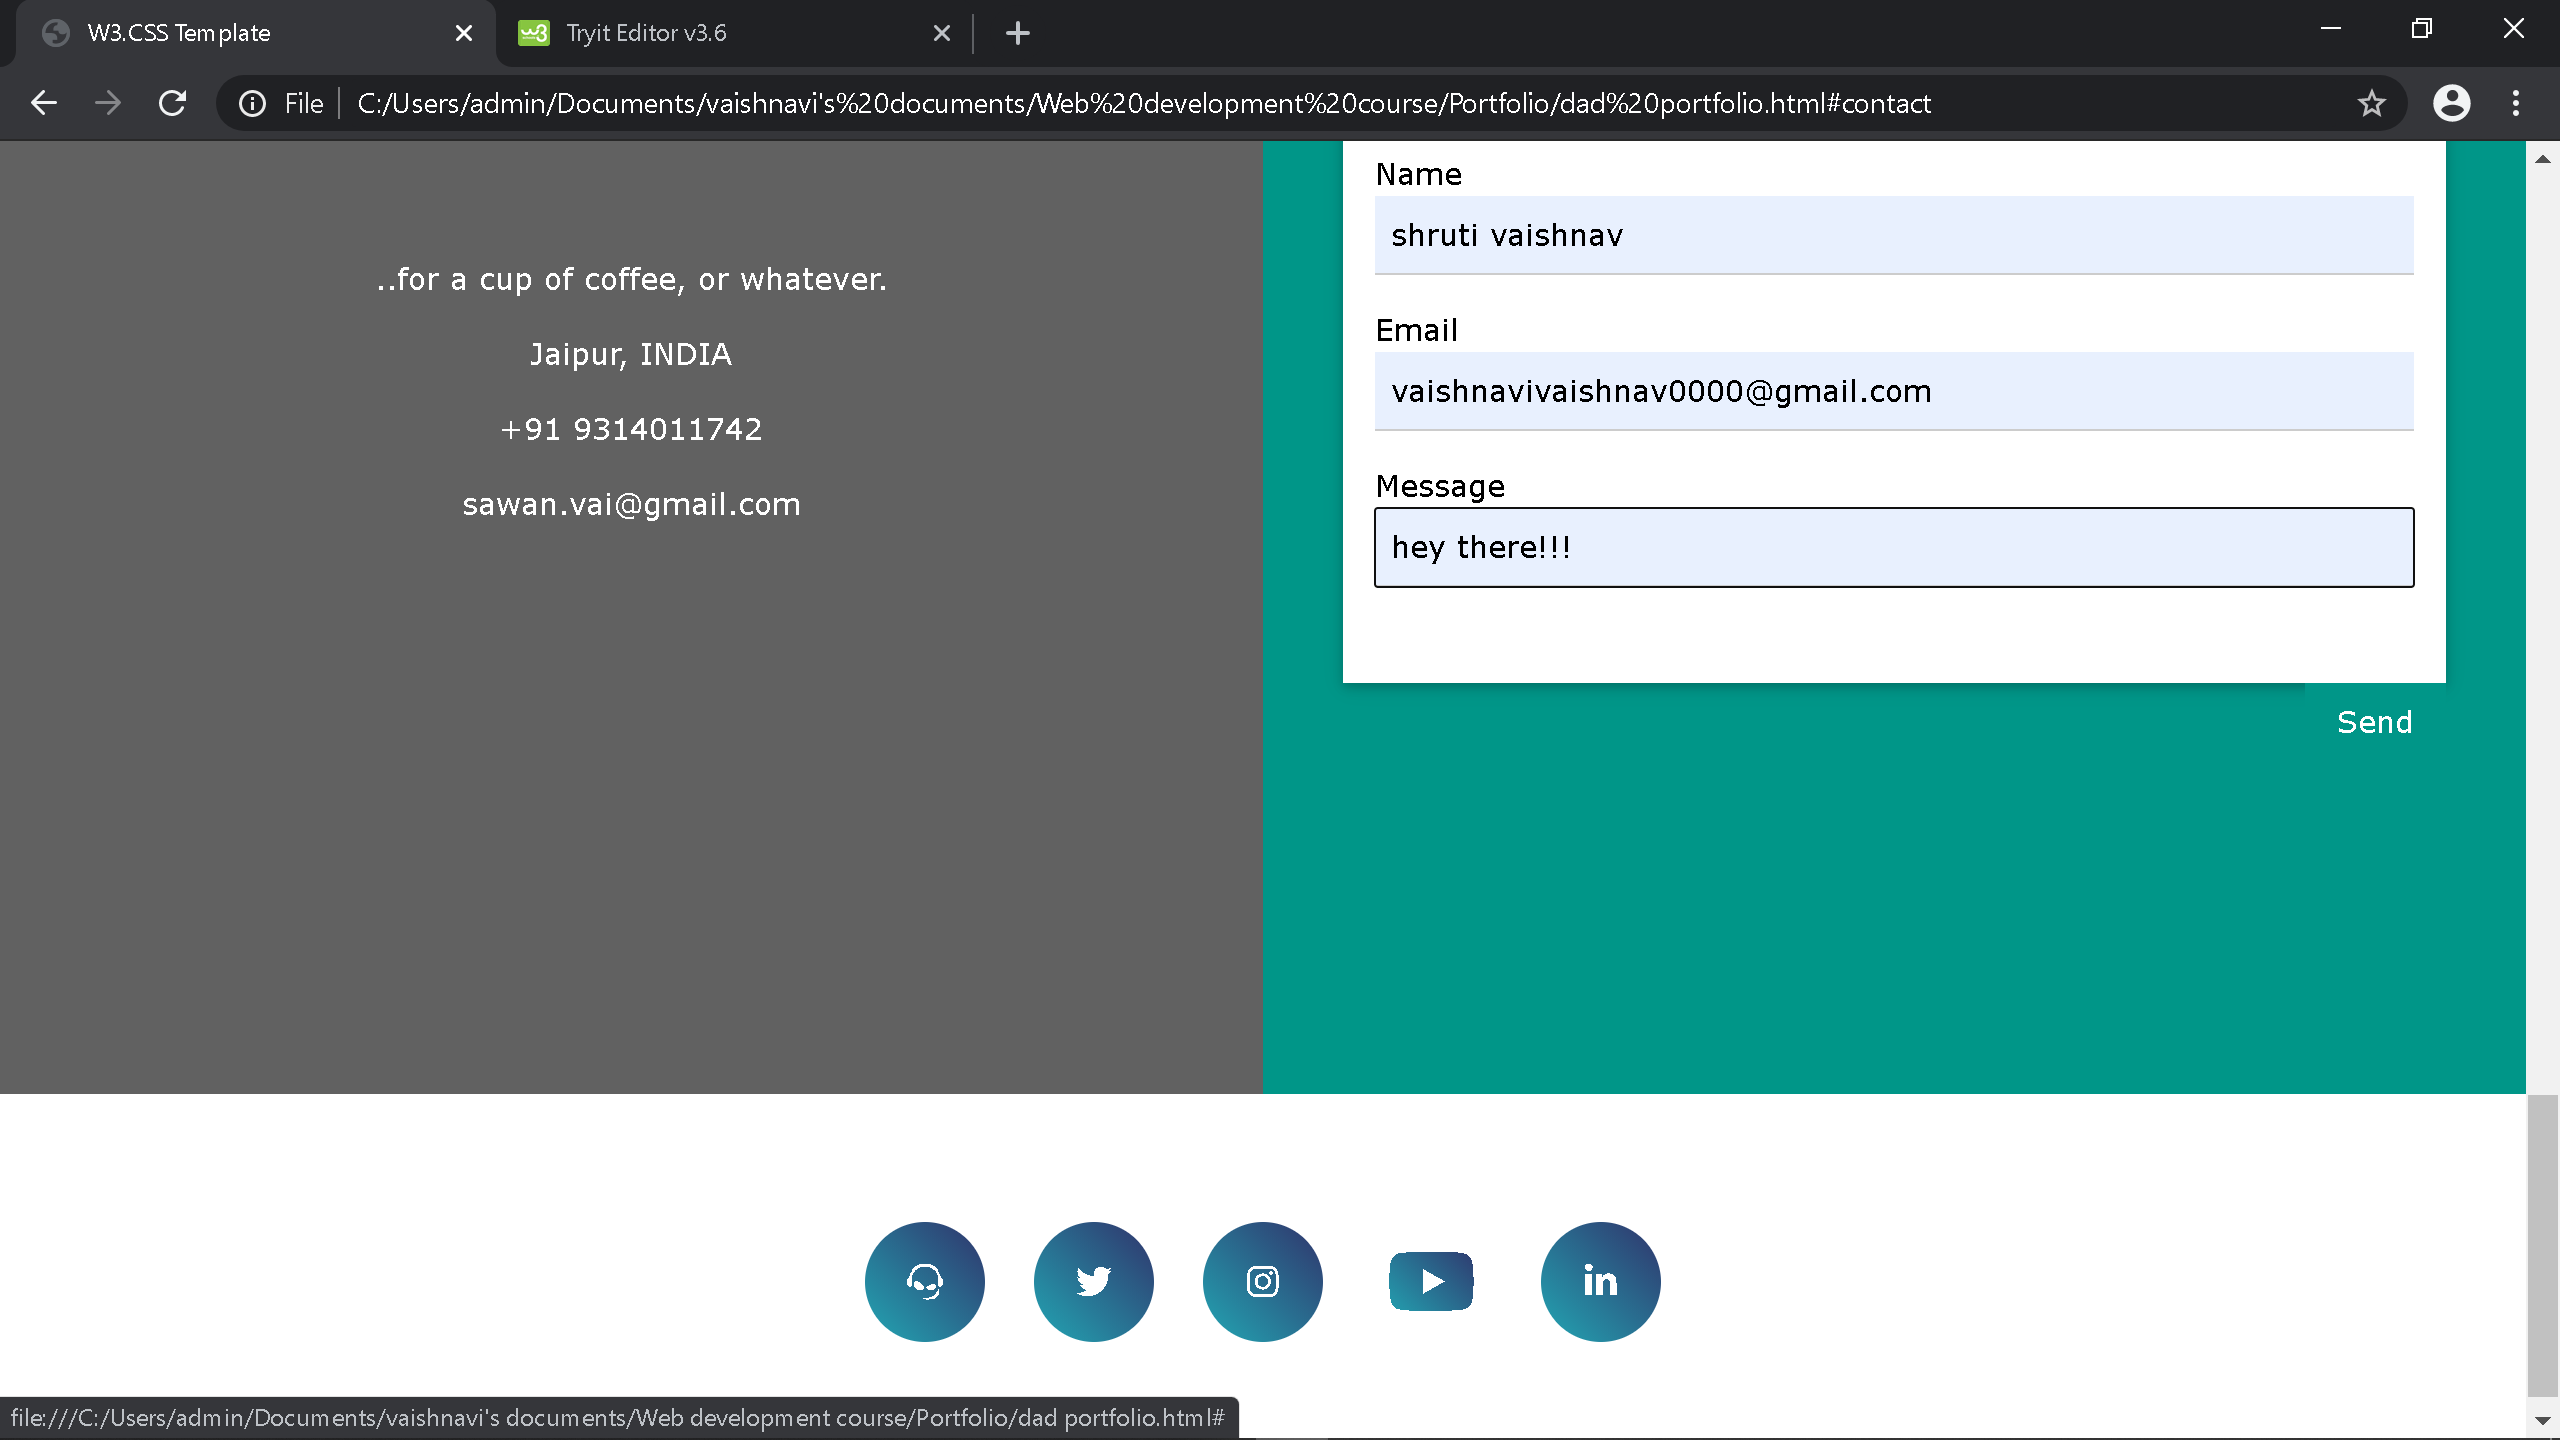 W3.CSS Template
w3 Tryit Editor v3.6
File C:/Users/admin/Documents/vaishnavi's%20documents/Web%20development%20course/Portfolio/dad%20portfolio.html#contact
..for a cup of coffee, or whatever.
Jaipur, INDIA
+91 9314011742
sawan.vai@gmail.com
Name
shruti vaishnav
Email
vaishnavivaishnav0000@gmail.com
Message
hey there!!!
Send
in
file:///C:/Users/admin/Documents/vaishnavi's documents/Web development course/Portfolio/dad portfolio.html#